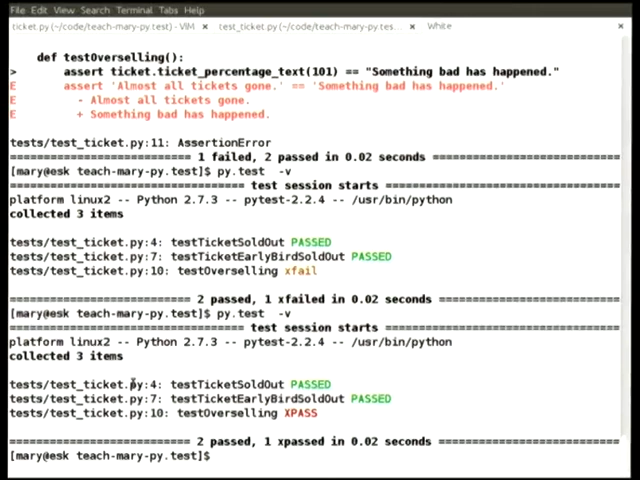 File Edit View Search Terminal Tabs Help
ticket.py (~/code/teach-mary-py.test) - VIM × test_ticket.py (~/code/teach-mary-py.tes... × White ×
def testOverselling():
> assert ticket.ticket_percentage_text(101) == "Something bad has happened."
E assert 'Almost all tickets gone.' == 'Something bad has happened.'
E - Almost all tickets gone.
E + Something bad has happened.
tests/test_ticket.py:11: AssertionError
=========================== 1 failed, 2 passed in 0.02 seconds ===========================
[mary@esk teach-mary-py.test]$ py.test -v
=================================== test session starts ===================================
platform linux2 -- Python 2.7.3 -- pytest-2.2.4 -- /usr/bin/python
collected 3 items
tests/test_ticket.py:4: testTicketSoldOut PASSED
tests/test_ticket.py:7: testTicketEarlyBirdSoldOut PASSED
tests/test_ticket.py:10: testOverselling xfail
=========================== 2 passed, 1 xfailed in 0.02 seconds ===========================
[mary@esk teach-mary-py.test]$ py.test -v
=================================== test session starts ===================================
platform linux2 -- Python 2.7.3 -- pytest-2.2.4 -- /usr/bin/python
collected 3 items
tests/test_ticket.py:4: testTicketSoldOut PASSED
tests/test_ticket.py:7: testTicketEarlyBirdSoldOut PASSED
tests/test_ticket.py:10: testOverselling XPASS
=========================== 2 passed, 1 xpassed in 0.02 seconds ===========================
[mary@esk teach-mary-py.test]$